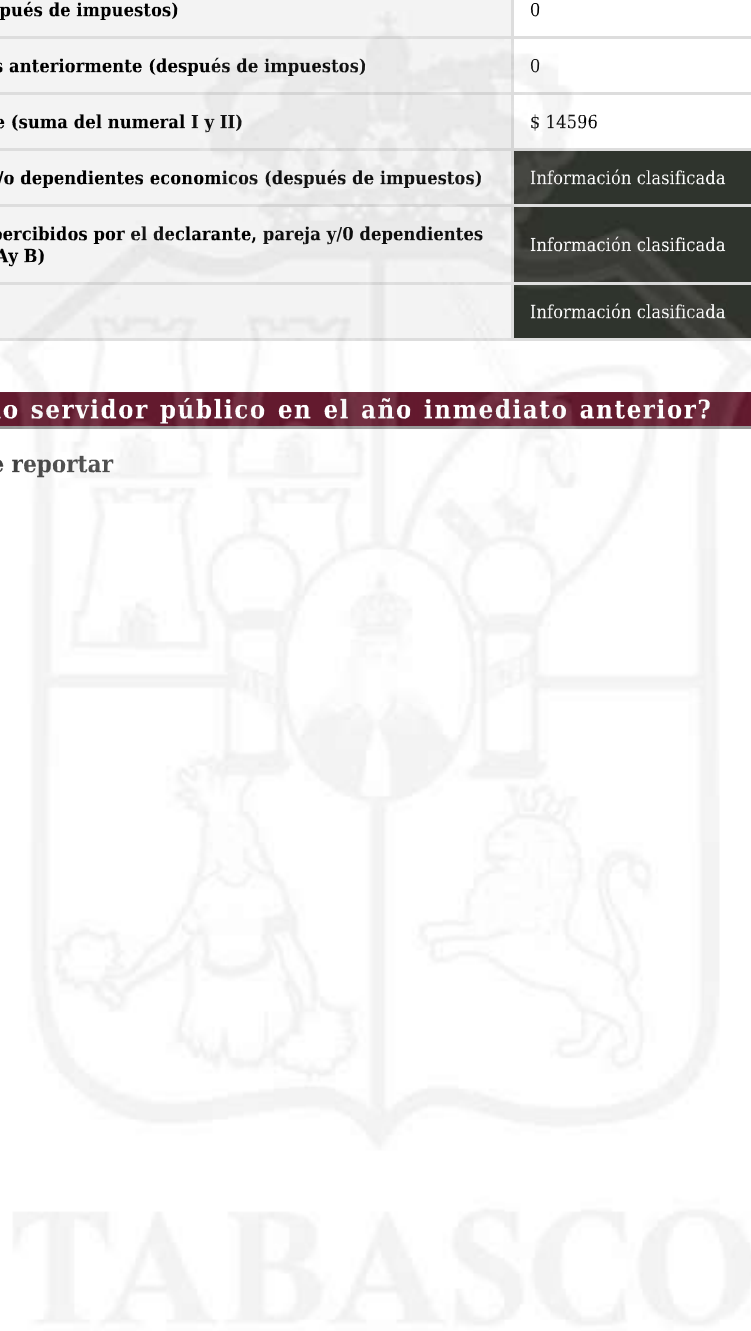 pués de impuestos)
0
s anteriormente (después de impuestos)
0
e (suma del numeral I y II)
$ 14596
/o dependientes economicos (después de impuestos)
Información clasificada
percibidos por el declarante, pareja y/0 dependientes
Ay B)
Información clasificada
Información clasificada
o servidor público en el año inmediato anterior?
e reportar
TABASCO